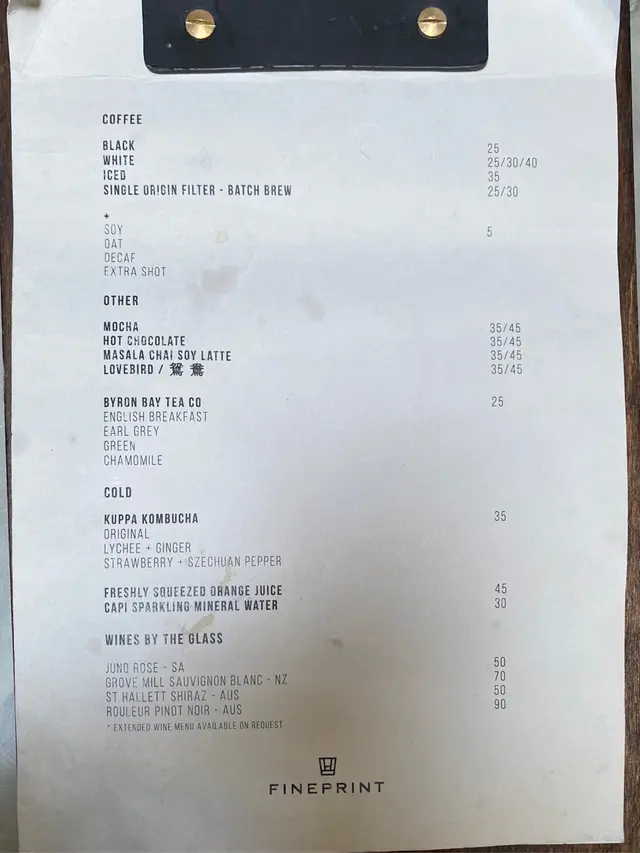 COFFEE
BLACK 25
WHITE 25/30/40
ICED 35
SINGLE ORIGIN FILTER - BATCH BREW 25/30
+
SOY 5
OAT
DECAF
EXTRA SHOT
OTHER
MOCHA 35/45
HOT CHOCOLATE 35/45
MASALA CHAI SOY LATTE 35/45
LOVEBIRD / 鴛鴦 35/45
BYRON BAY TEA CO 25
ENGLISH BREAKFAST
EARL GREY
GREEN
CHAMOMILE
COLD
KUPPA KOMBUCHA 35
ORIGINAL
LYCHEE + GINGER
STRAWBERRY + SZECHUAN PEPPER
FRESHLY SQUEEZED ORANGE JUICE 45
CAPI SPARKLING MINERAL WATER 30
WINES BY THE GLASS
JUNO ROSE - SA 50
GROVE MILL SAUVIGNON BLANC - NZ 70
ST.HALLETT SHIRAZ - AUS 50
ROULEUR PINOT NOIR - AUS 90
* EXTENDED WINE MENU AVAILABLE ON REQUEST
FINEPRINT